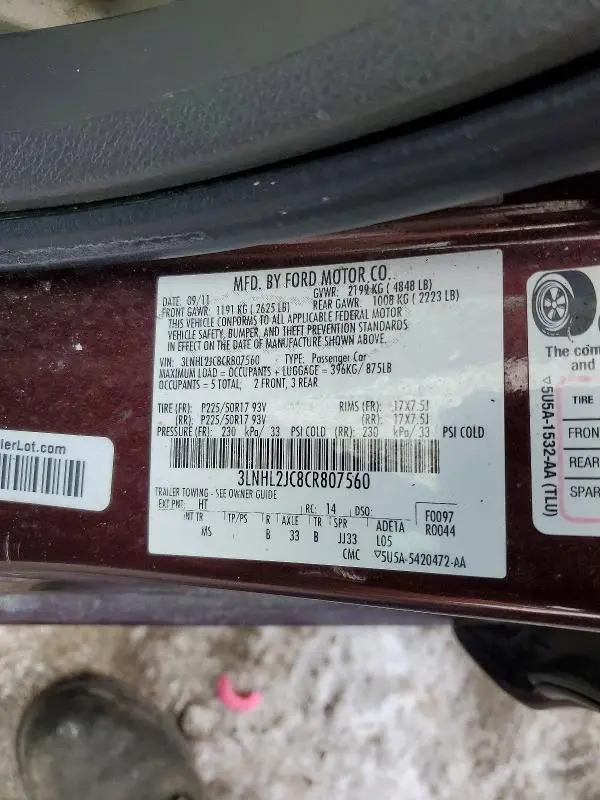 MFD. BY FORD MOTOR CO.
DATE: 09/11 GVWR: 2199 KG ( 4848 LB)
FRONT GAWR: 1191 KG ( 2625 LB) REAR GAWR: 1008 KG ( 2223 LB)
THIS VEHICLE CONFORMS TO ALL APPLICABLE FEDERAL MOTOR
VEHICLE SAFETY, BUMPER, AND THEFT PREVENTION STANDARDS
IN EFFECT ON THE DATE OF MANUFACTURE SHOWN ABOVE.
VIN: 3LNHL2JC8CR807560 TYPE: Passenger Car
MAXIMUM LOAD = OCCUPANTS + LUGGAGE = 396KG/ 875LB
OCCUPANTS = 5 TOTAL; 2 FRONT, 3 REAR
TIRE (FR): P225/50R17 93V RIMS (FR): 17X7.5J
(RR): P225/50R17 93V (RR): 17X7.5J
PRESSURE (FR): 230 kPa/ 33 PSI COLD (RR): 230 kPa/ 33 PSI COLD
3LNHL2JC8CR807560
TRAILER TOWING - SEE OWNER GUIDE
EXT PNT: HT RC: 14 DSO: F0097
INT TR TP/PS R AXLE TR SPR ADETA R0044
MS B 33 B JJ33 L05
CMC ▽5U5A-5420472-AA
lerLot.com
The com
and
▽5U5A-1532-AA (TLU)
TIRE
FRON
REAR
SPAR